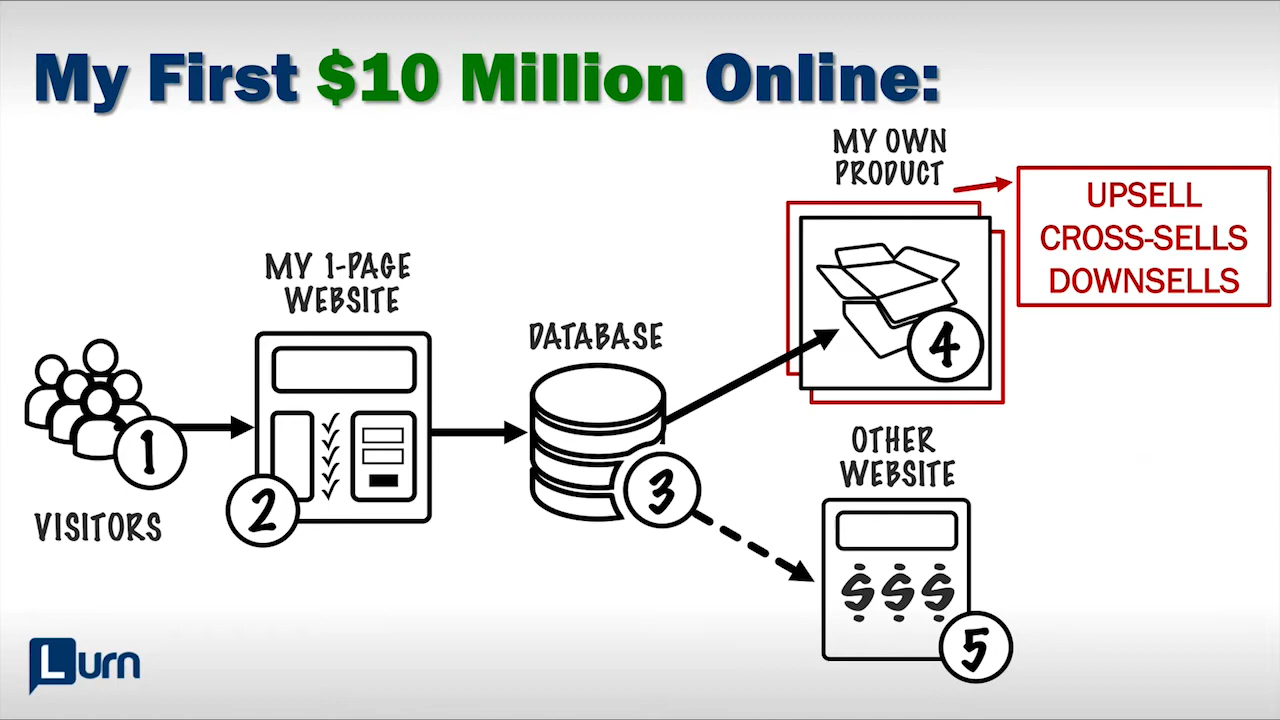 My First $10 Million Online:
MY OWN
PRODUCT
UPSELL
CROSS-SELLS
DOWNSELLS
MY 1-PAGE
WEBSITE
DATABASE
4
1
2
3
VISITORS
OTHER
WEBSITE
$ $ $
5
Lurn